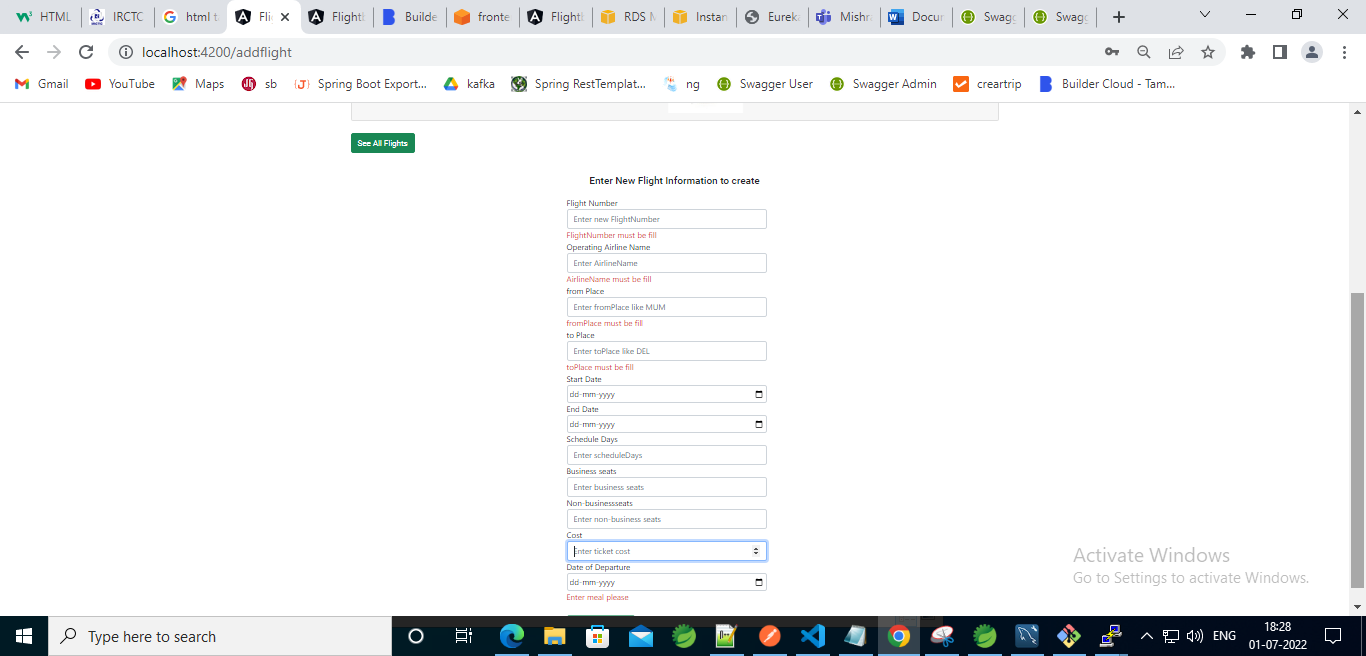 HTML
IRCTC
html t
Fli
Flight
Builde
fronte
Flight
RDS M
Instan
Eureka
Mishra
Docur
Swagg
Swagg
localhost:4200/addflight
Gmail
YouTube
Maps
sb
Spring Boot Export...
kafka
Spring RestTemplat...
ng
Swagger User
Swagger Admin
creartrip
Builder Cloud - Tam...
See All Flights
Enter New Flight Information to create
Flight Number
Enter new FlightNumber
FlightNumber must be fill
Operating Airline Name
Enter AirlineName
AirlineName must be fill
from Place
Enter fromPlace like MUM
fromPlace must be fill
to Place
Enter toPlace like DEL
toPlace must be fill
Start Date
dd-mm-yyyy
End Date
dd-mm-yyyy
Schedule Days
Enter scheduleDays
Business seats
Enter business seats
Non-businessseats
Enter non-business seats
Cost
Enter ticket cost
Date of Departure
dd-mm-yyyy
Enter meal please
Activate Windows
Go to Settings to activate Windows.
Type here to search
ENG
18:28
01-07-2022